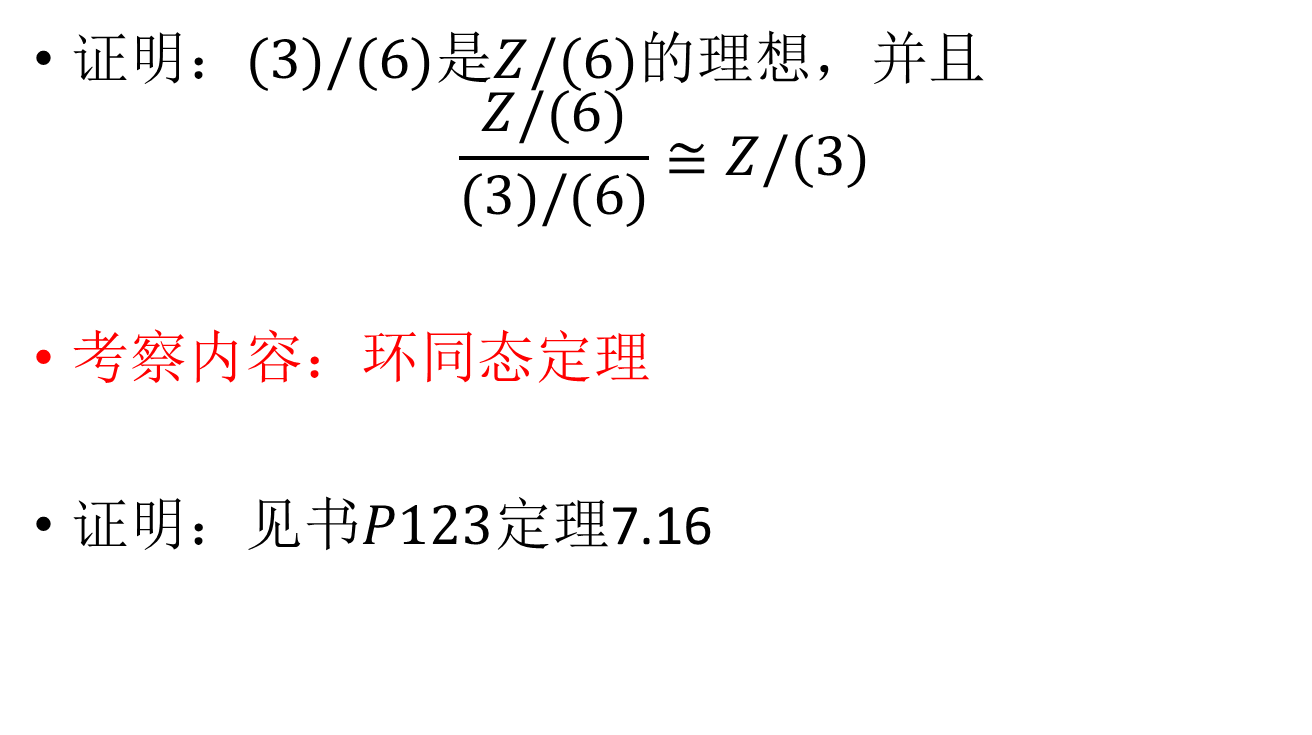 • 证明：(3)/(6)是Z/(6)的理想，并且
Z/(6)
(3)/(6)
≅ Z/(3)
• 考察内容：环同态定理
• 证明：见书P123定理7.16